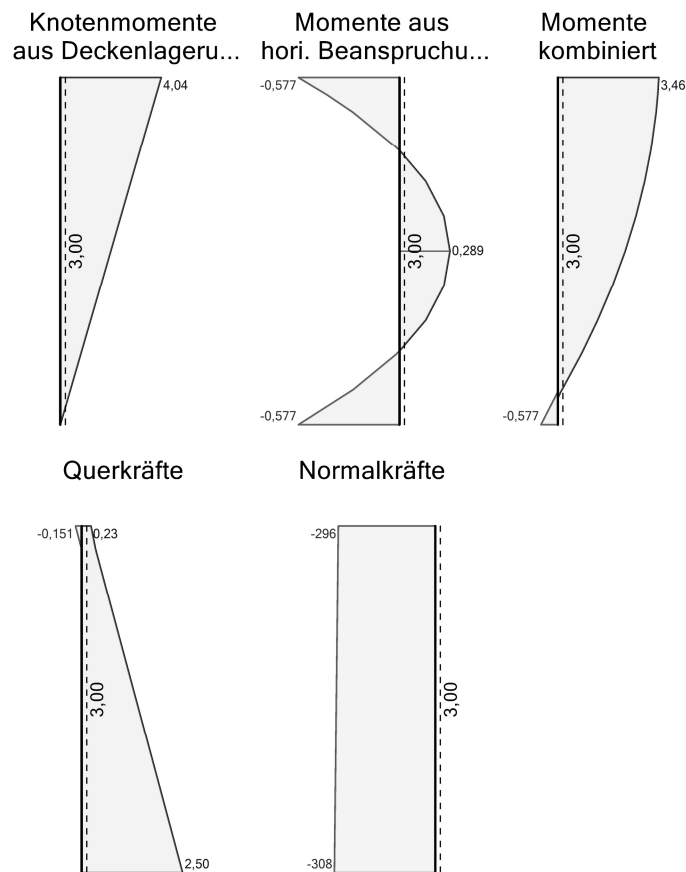 Knotenmomente
aus Deckenlageru...
Momente aus
hori. Beanspruchu...
Momente
kombiniert
4,04
3,00
-0,577
3,00
0,289
-0,577
3,46
3,00
-0,577
Querkräfte
Normalkräfte
-0,151
0,23
3,00
2,50
-296
3,00
-308